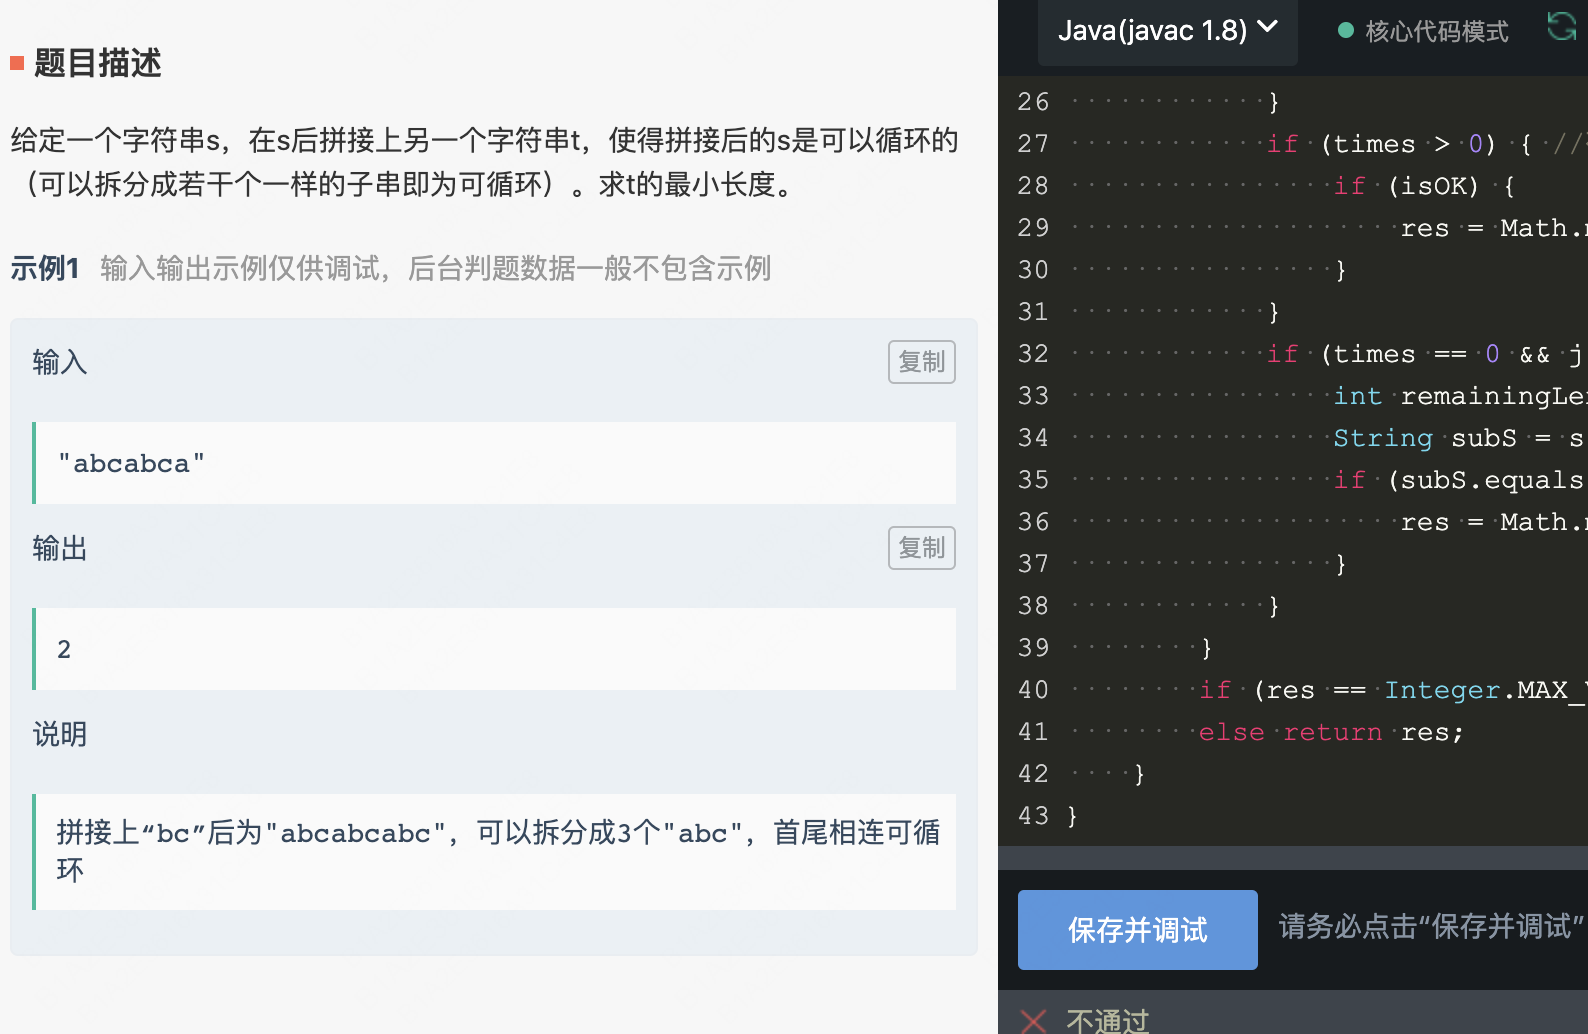 题目描述
给定一个字符串s，在s后拼接上另一个字符串t，使得拼接后的s是可以循环的
（可以拆分成若干个一样的子串即为可循环）。求t的最小长度。
示例1 输入输出示例仅供调试，后台判题数据一般不包含示例
输入
复制
"abcabca"
输出
复制
2
说明
拼接上“bc”后为"abcabcabc"，可以拆分成3个"abc"，首尾相连可循
环
Java(javac 1.8)
核心代码模式
26 }
27 if (times > 0) { //
28 if (isOK) {
29 res = Math.
30 }
31 }
32 if (times == 0 && j
33 int remainingLe
34 String subS = s
35 if (subS.equals
36 res = Math.
37 }
38 }
39 }
40 if (res == Integer.MAX_
41 else return res;
42 }
43 }
保存并调试
请务必点击“保存并调试”
不通过